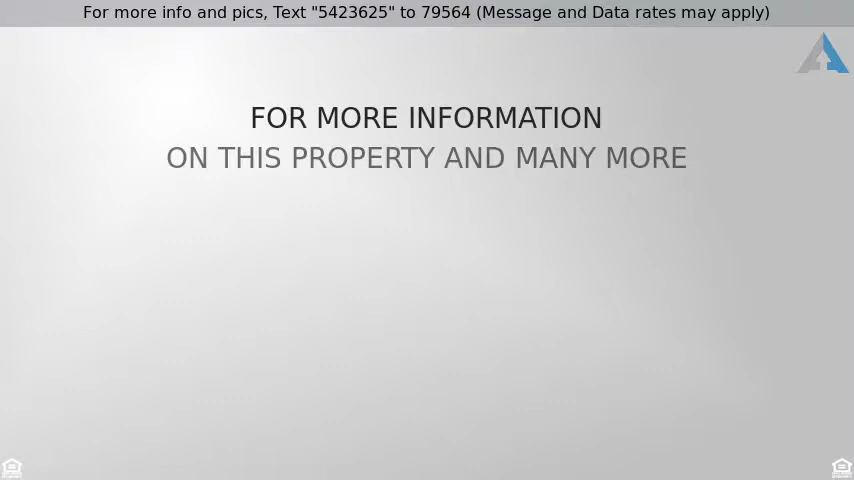 For more info and pics, Text "5423625" to 79564 (Message and Data rates may apply)
FOR MORE INFORMATION
ON THIS PROPERTY AND MANY MORE